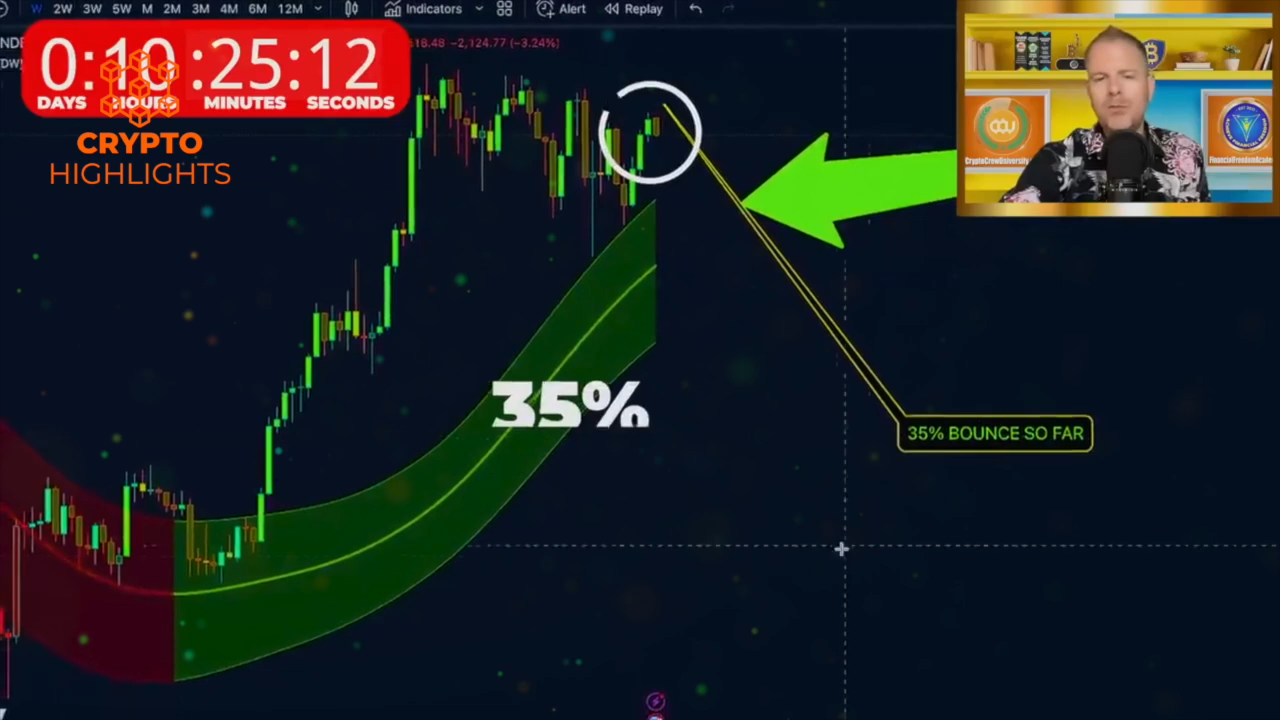 W 2W 3W 5W M 2M 3M 4M 6M 12M Indicators Alert Replay
−2,124.77 (−3.24%)
0:10:25:12
DAYS HOURS MINUTES SECONDS
CRYPTO
HIGHLIGHTS
CryptoCrewUniversity
35%
35% BOUNCE SO FAR